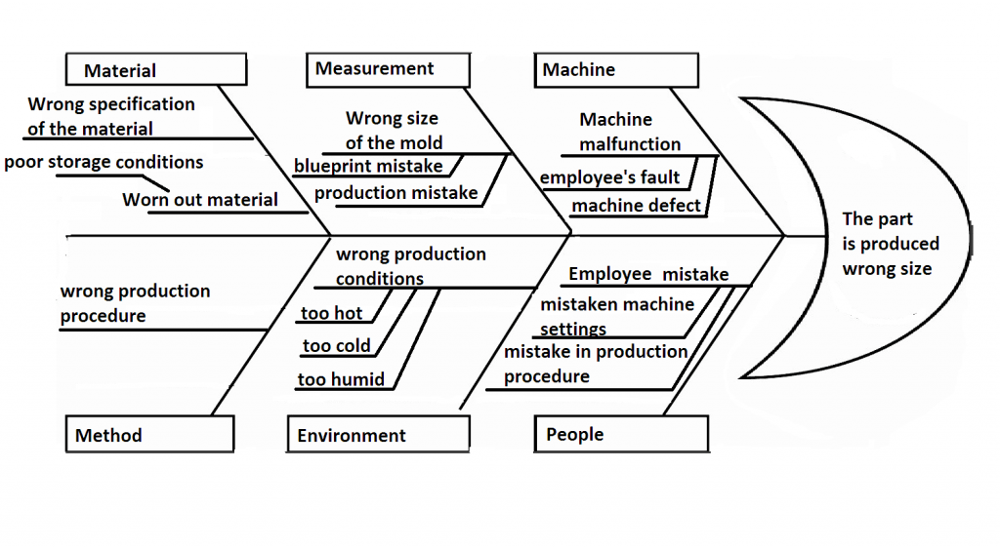 Material
Measurement
Machine
Wrong specification
of the material
poor storage conditions
Worn out material
Wrong size
of the mold
blueprint mistake
production mistake
Machine
malfunction
employee's fault
machine defect
The part
is produced
wrong size
wrong production
procedure
wrong production
conditions
too hot
too cold
too humid
Employee mistake
mistaken machine
settings
mistake in production
procedure
Method
Environment
People